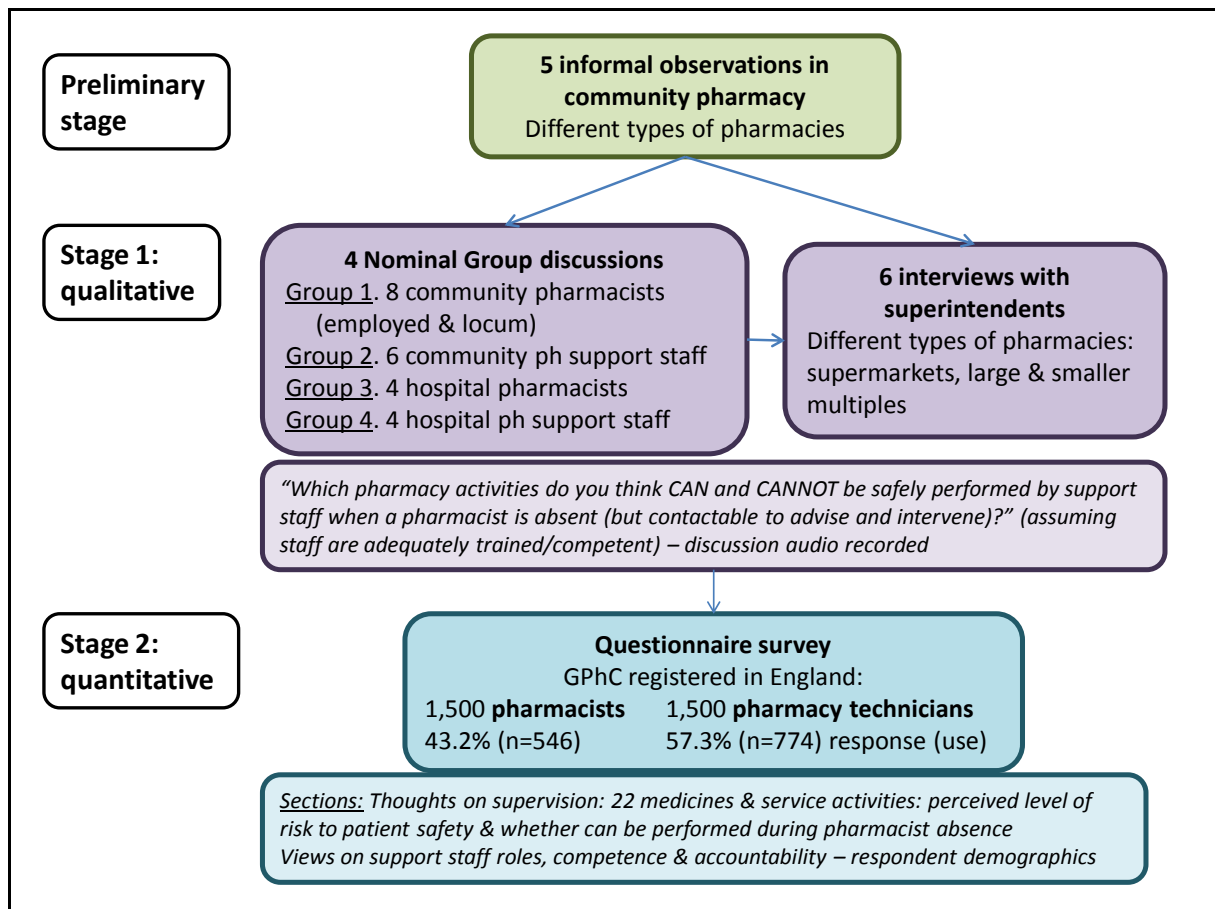 Preliminary
stage
5 informal observations in
community pharmacy
Different types of pharmacies
Stage 1:
qualitative
4 Nominal Group discussions
Group 1. 8 community pharmacists
(employed & locum)
Group 2. 6 community ph support staff
Group 3. 4 hospital pharmacists
Group 4. 4 hospital ph support staff
6 interviews with
superintendents
Different types of pharmacies:
supermarkets, large & smaller
multiples
“Which pharmacy activities do you think CAN and CANNOT be safely performed by support
staff when a pharmacist is absent (but contactable to advise and intervene)?” (assuming
staff are adequately trained/competent) – discussion audio recorded
Stage 2:
quantitative
Questionnaire survey
GPhC registered in England:
1,500 pharmacists 1,500 pharmacy technicians
43.2% (n=546) 57.3% (n=774) response (use)
Sections: Thoughts on supervision: 22 medicines & service activities: perceived level of
risk to patient safety & whether can be performed during pharmacist absence
Views on support staff roles, competence & accountability – respondent demographics